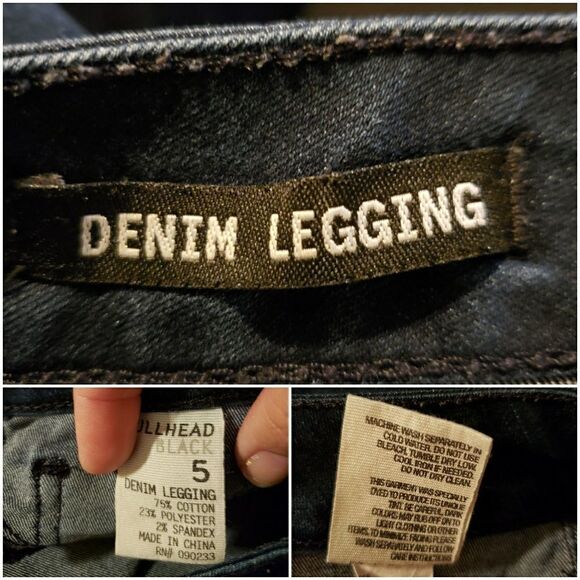 DENIM LEGGING
OLLHEAD
BLACK
5
DENIM LEGGING
75% COTTON
23% POLYESTER
2% SPANDEX
MADE IN CHINA
RN# 090233
MACHINE WASH SEPARATELY IN
COLD WATER. DO NOT USE
BLEACH, TUMBLE DRY LOW.
COOL IRON IF NEEDED.
DO NOT DRY CLEAN.
THIS GARMENT WAS SPECIALLY
DYED TO PRODUCE ITS UNIQUE
TINT. BE CAREFUL. DARK
COLORS MAY RUB OFF ON TO
LIGHT CLOTHING OR OTHER
ITEMS. TO MINIMIZE FADING PLEASE
WASH SEPARATELY AND FOLLOW
CARE INSTRUCTIONS.